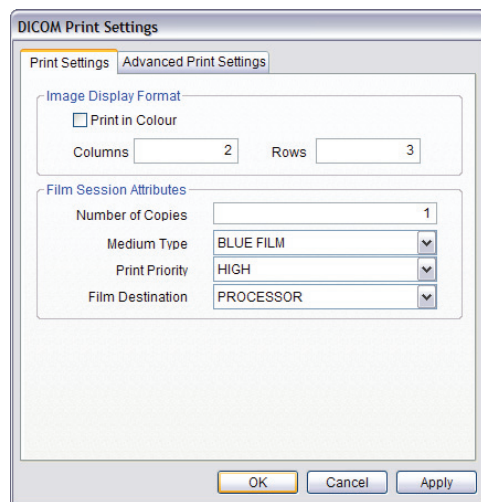 DICOM Print Settings
Print Settings Advanced Print Settings
Image Display Format
Print in Colour
Columns 2 Rows 3
Film Session Attributes
Number of Copies 1
Medium Type BLUE FILM
Print Priority HIGH
Film Destination PROCESSOR
OK Cancel Apply